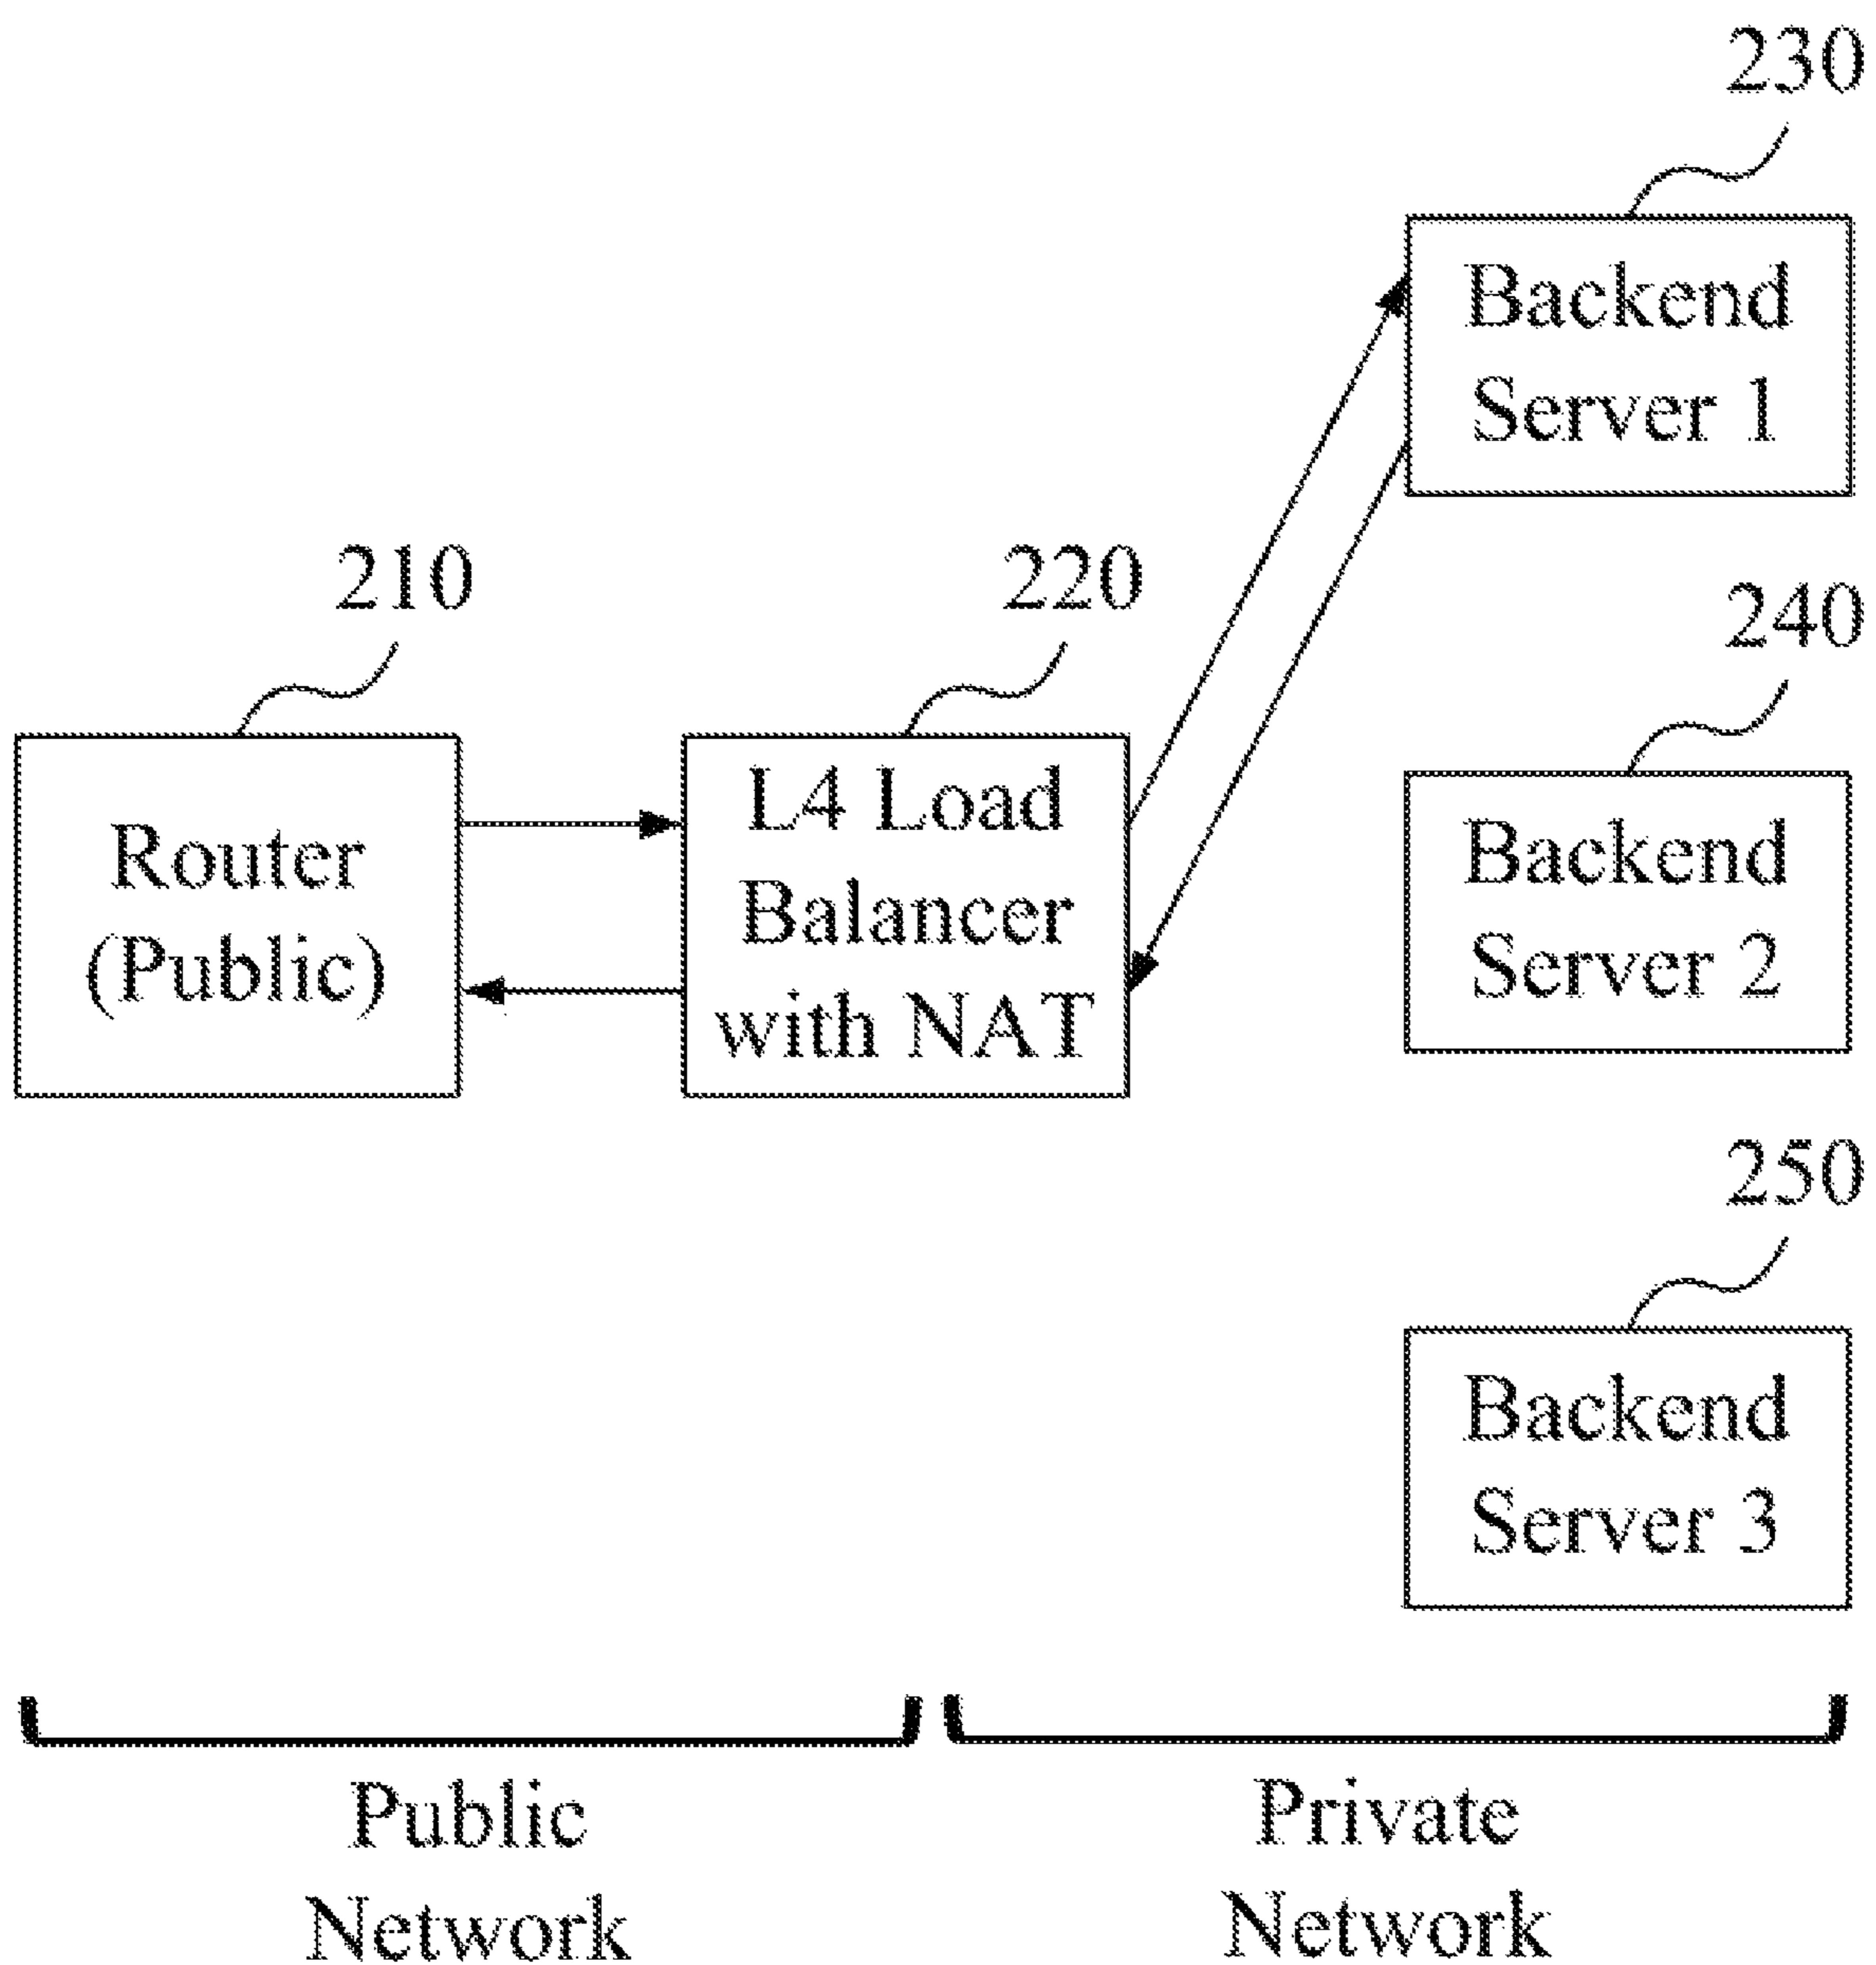 230
Backend
Server 1
210
220
240
Router
(Public)
L4 Load
Balancer
with NAT
Backend
Server 2
250
Backend
Server 3
Public
Network
Private
Network